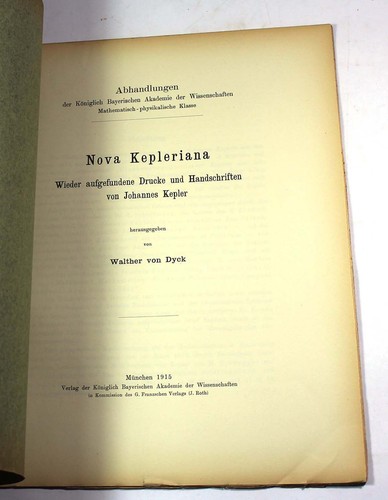 Abhandlungen
der Königlich Bayerischen Akademie der Wissenschaften
Mathematisch-physikalische Klasse
Nova Kepleriana
Wieder aufgefundene Drucke und Handschriften
von Johannes Kepler
herausgegeben
von
Walther von Dyck
München 1915
Verlag der Königlich Bayerischen Akademie der Wissenschaften
in Kommission des G. Franzschen Verlags (J. Roth)